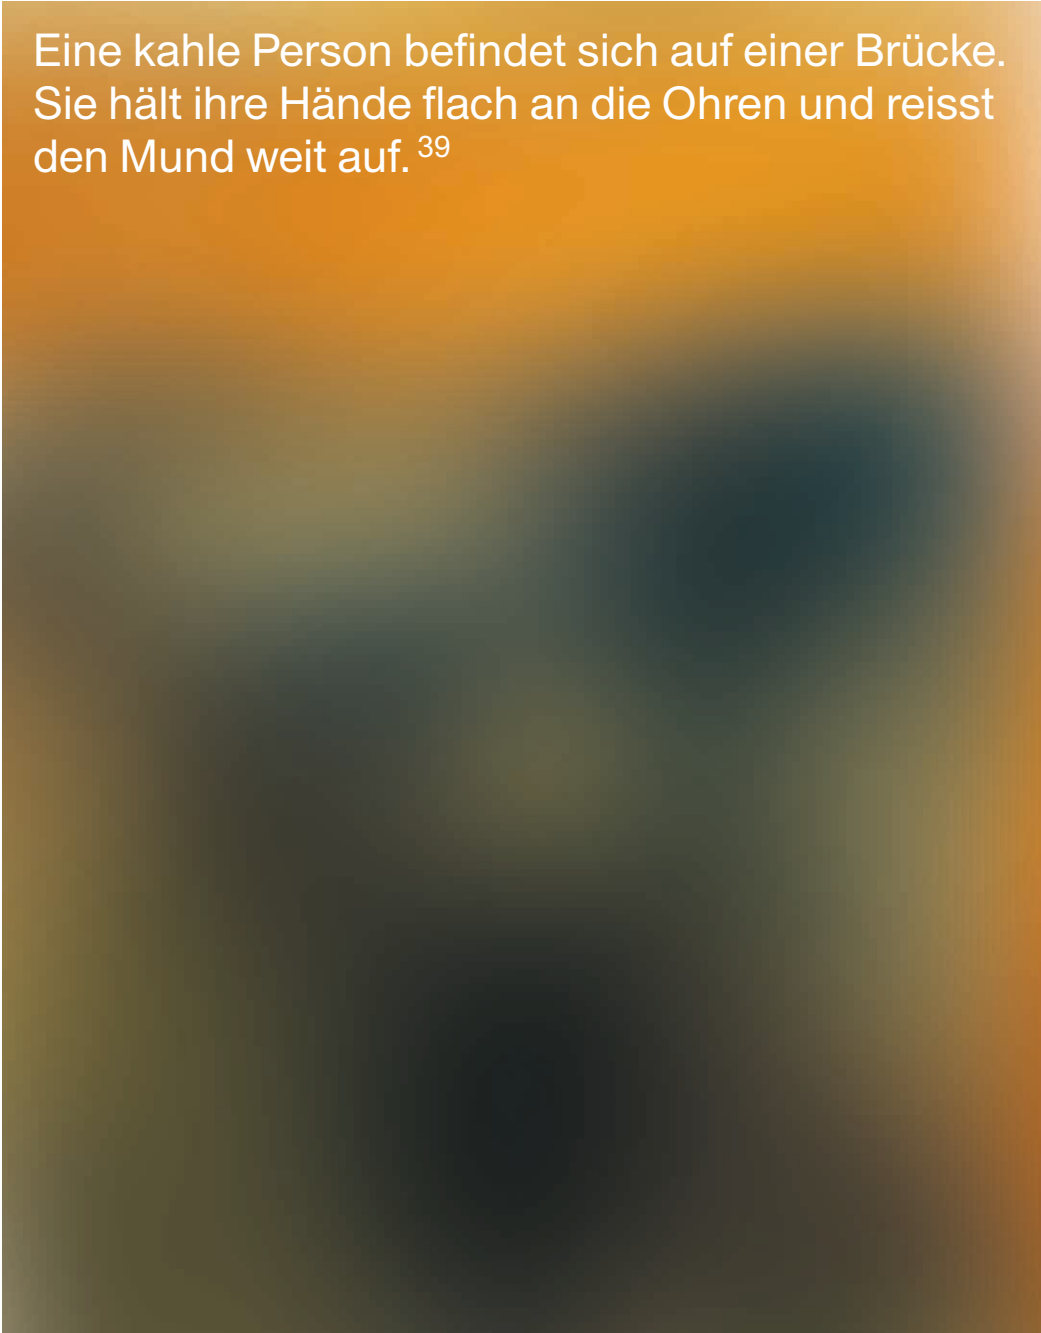 Eine kahle Person befindet sich auf einer Brücke.
Sie hält ihre Hände flach an die Ohren und reisst
den Mund weit auf. 39